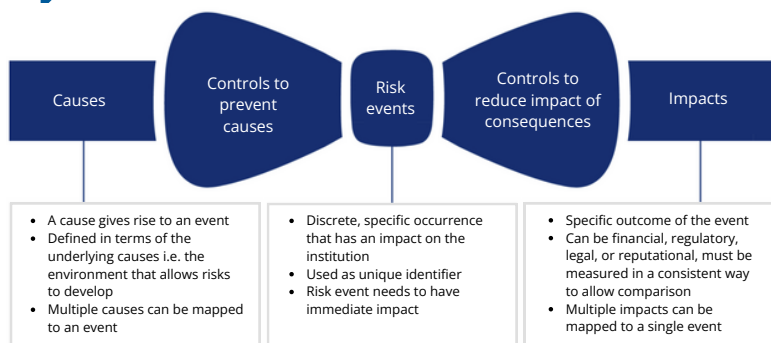 Causes
Controls to
prevent
causes
Risk
events
Controls to
reduce impact of
consequences
Impacts
• A cause gives rise to an event
• Defined in terms of the
underlying causes i.e. the
environment that allows risks
to develop
• Multiple causes can be mapped
to an event
• Discrete, specific occurrence
that has an impact on the
institution
• Used as unique identifier
• Risk event needs to have
immediate impact
• Specific outcome of the event
• Can be financial, regulatory,
legal, or reputational, must be
measured in a consistent way
to allow comparison
• Multiple impacts can be
mapped to a single event